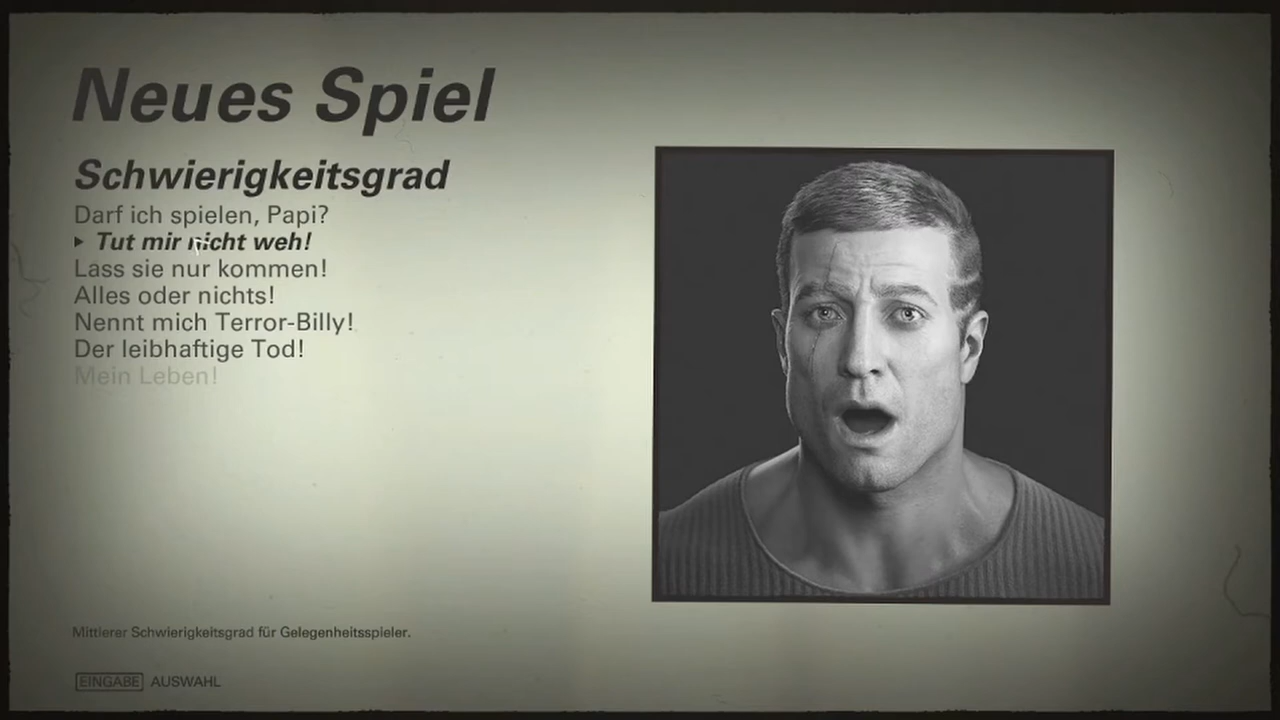 Neues Spiel
Schwierigkeitsgrad
Darf ich spielen, Papi?
Tut mir nicht weh!
Lass sie nur kommen!
Alles oder nichts!
Nennt mich Terror-Billy!
Der leibhaftige Tod!
Mein Leben!
Mittlerer Schwierigkeitsgrad für Gelegenheitsspieler.
EINGABE AUSWAHL